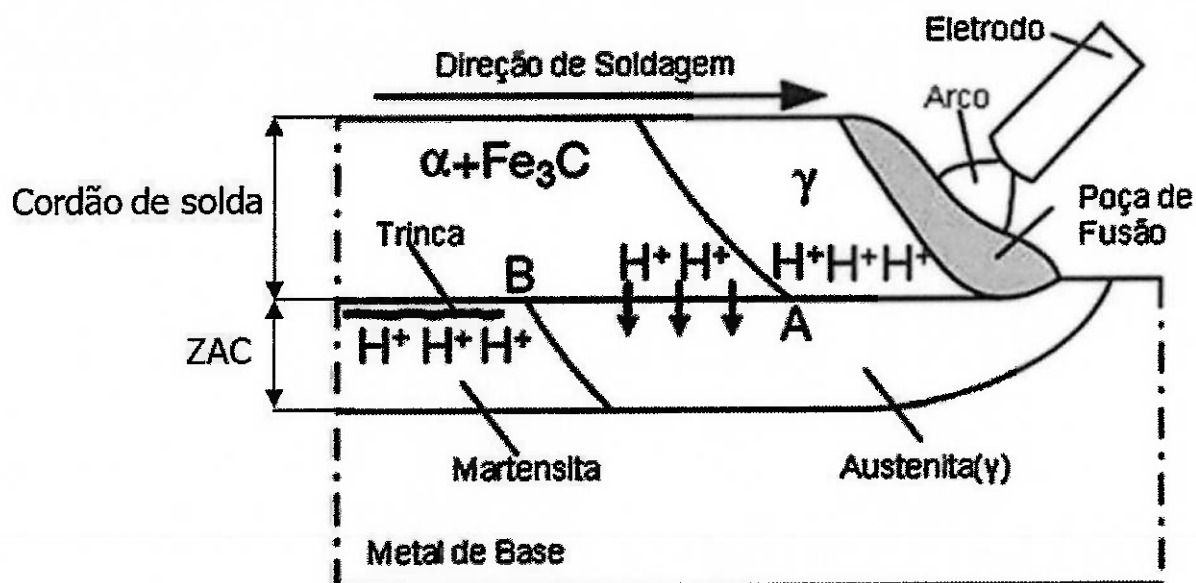 Eletrodo
Direção de Soldagem
Arco
α+Fe₃C
γ
Cordão de solda
Poça de
Fusão
Trinca
H⁺ H⁺
H⁺H⁺H⁺
B
A
ZAC
H⁺ H⁺ H⁺
Martensita
Austenita(γ)
Metal de Base